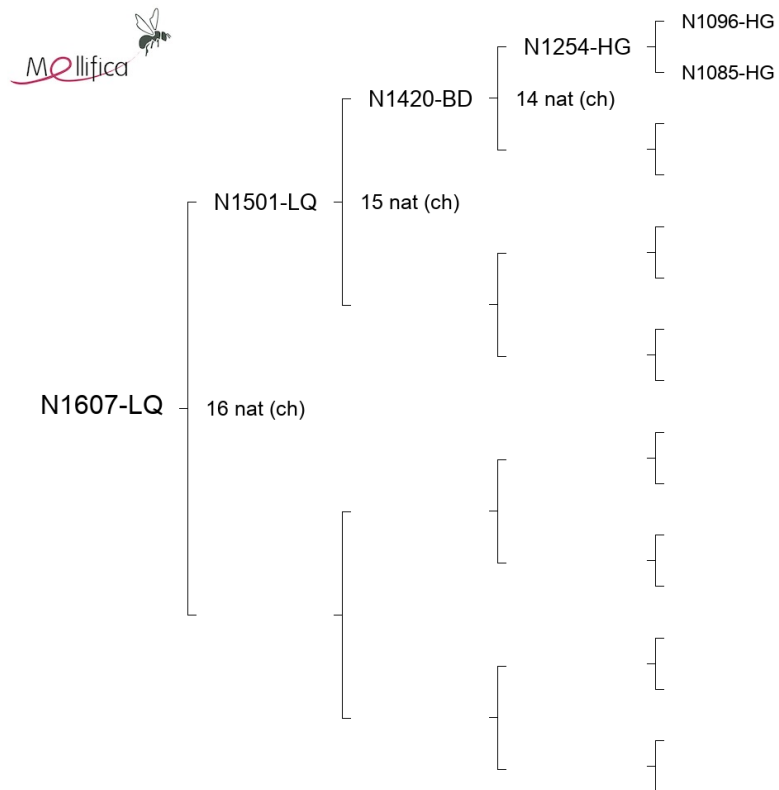 Mellifica
N1096-HG
N1254-HG
N1085-HG
N1420-BD
14 nat (ch)
N1501-LQ
15 nat (ch)
N1607-LQ
16 nat (ch)